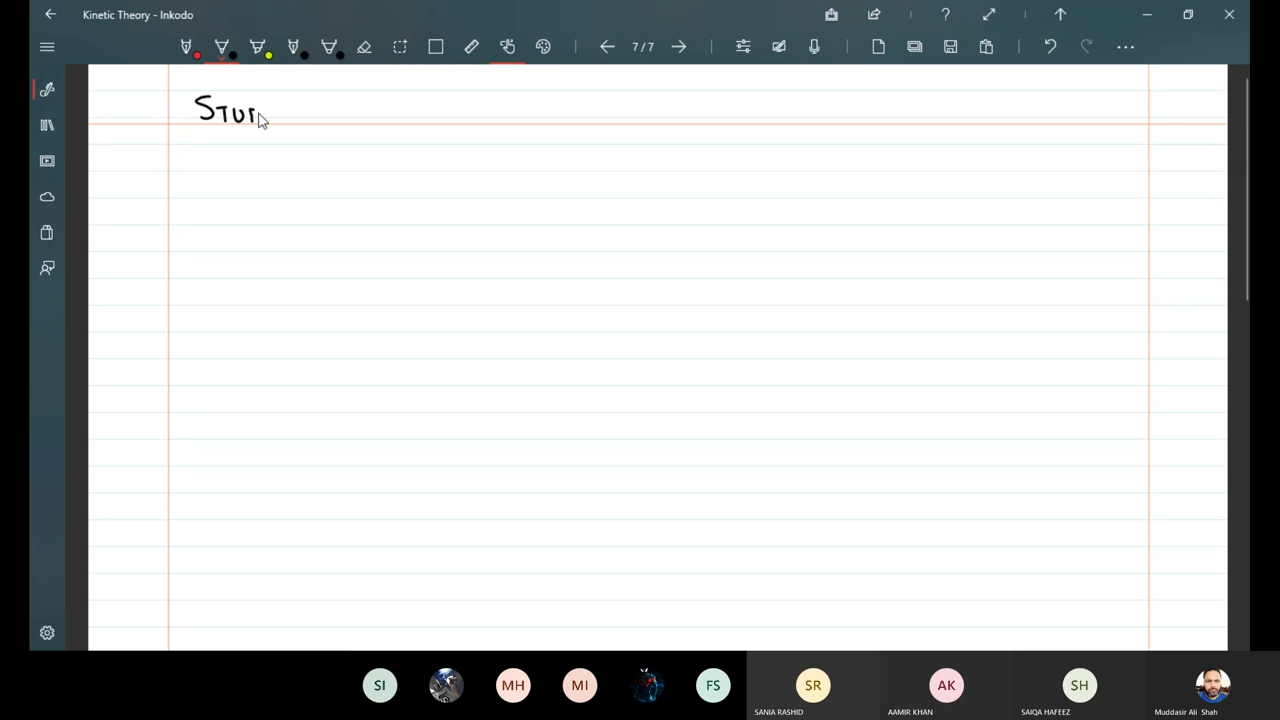 Kinetic Theory - Inkodo
7/7
STUD
SI
MH
MI
FS
SR
AK
SH
SANIA RASHID
AAMIR KHAN
SAIQA HAFEEZ
Muddasir Ali Shah